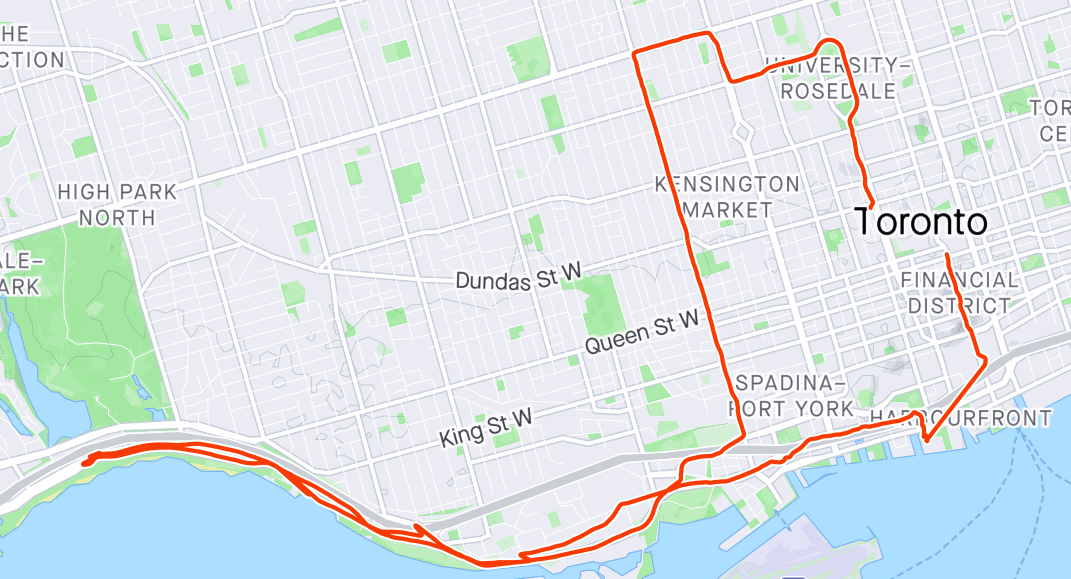 HE
CTION
UNIVERSITY–
ROSEDALE
TOR
CE
HIGH PARK
NORTH
KENSINGTON
MARKET
Toronto
ALE–
ARK
Dundas St W
FINANCIAL
DISTRICT
Queen St W
SPADINA–
FORT YORK
HARBOURFRONT
King St W